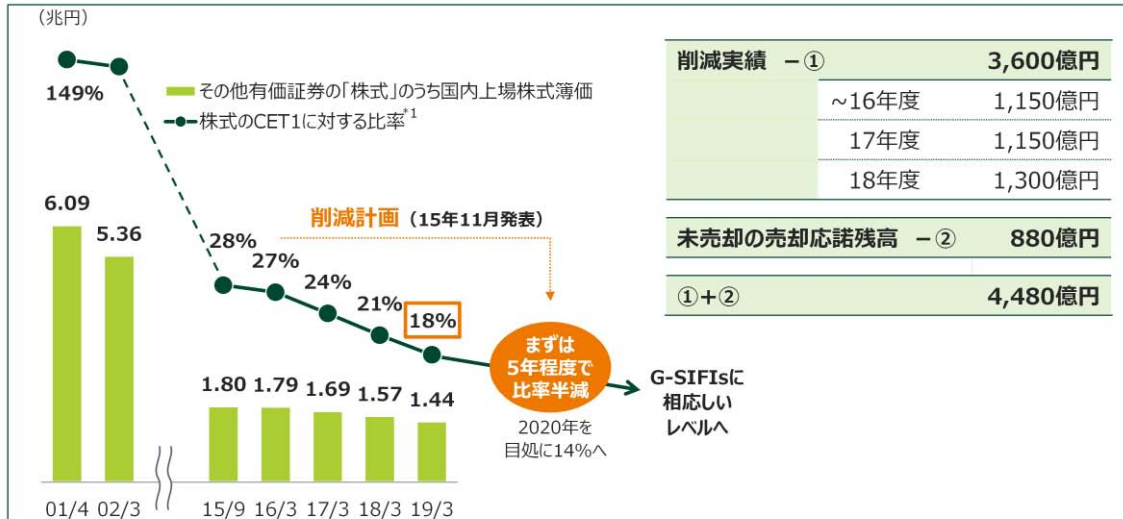 （兆円）
149%
その他有価証券の「株式」のうち国内上場株式簿価
株式のCET1に対する比率*1
6.09
5.36
削減計画（15年11月発表）
28%
27%
24%
21%
18%
まずは
5年程度で
比率半減
G-SIFIsに
相応しい
レベルへ
2020年を
目処に14%へ
1.80 1.79 1.69 1.57 1.44
01/4 02/3 15/9 16/3 17/3 18/3 19/3
削減実績 －① 3,600億円
~16年度 1,150億円
17年度 1,150億円
18年度 1,300億円
未売却の売却応諾残高 －② 880億円
①+② 4,480億円